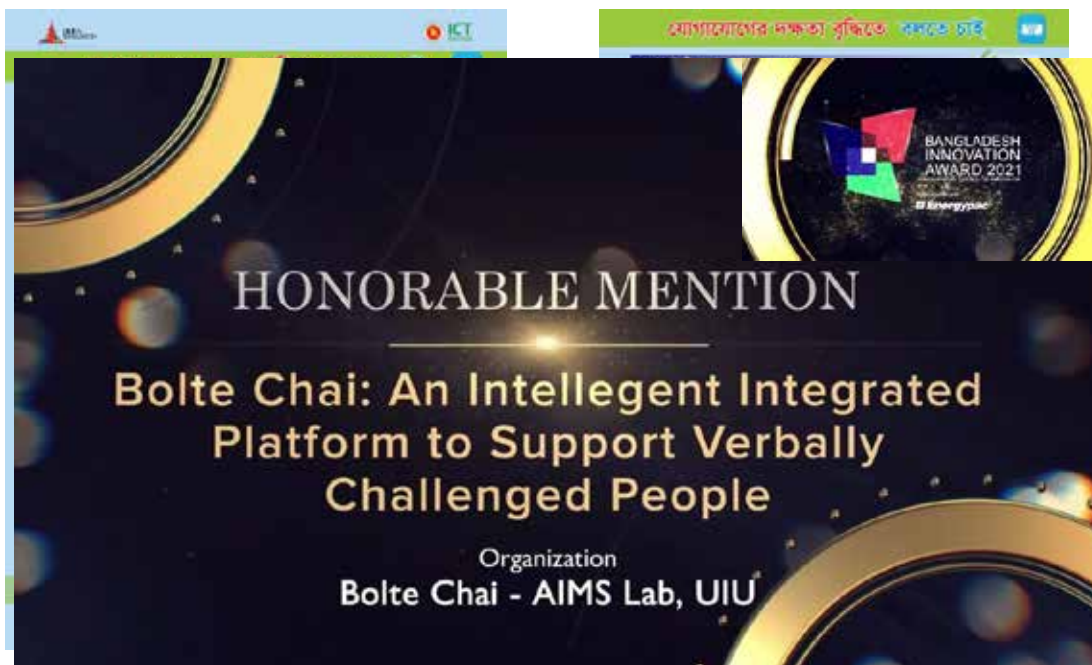 ICT
যোগাযোগের দক্ষতা বৃদ্ধিতে বলতে চাই
BANGLADESH
INNOVATION
AWARD 2021
Energypac
HONORABLE MENTION
Bolte Chai: An Intellegent Integrated
Platform to Support Verbally
Challenged People
Organization
Bolte Chai - AIMS Lab, UIU